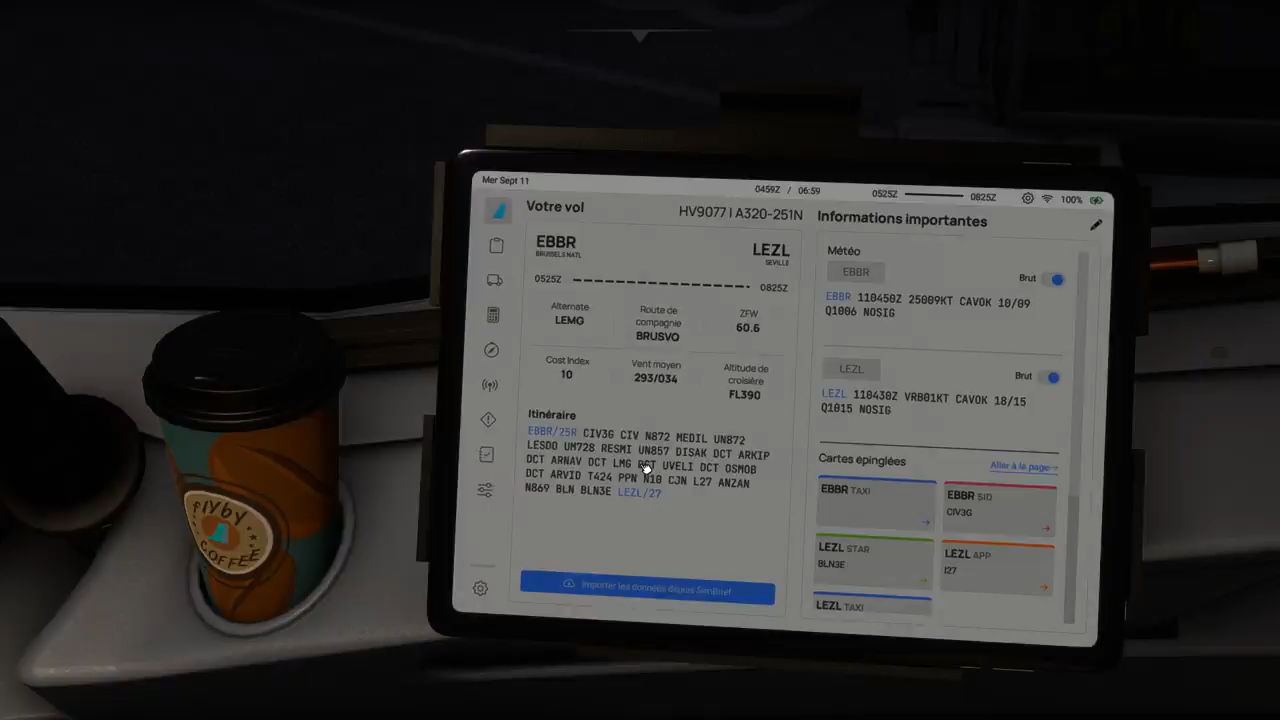 Mer Sept 11
0459Z / 06:59
0525Z
0825Z
100%
Votre vol
HV9077 | A320-251N
EBBR
BRUSSELS NATL
LEZL
SEVILLE
0525Z
0825Z
Alternate
LEMG
Route de
compagnie
BRUSVQ
ZFW
60.6
Cost Index
10
Vent moyen
293/034
Altitude de
croisière
FL390
Itinéraire
EBBR/25R CIV3G CIV N872 MEDIL UN872
LESDO UM728 RESMI UN857 DISAK DCT ARKIP
DCT ARNAV DCT LMG DCT UVELI DCT OSMOB
DCT ARVID T424 PPN N10 CJN L27 ANZAN
N869 BLN BLN3E LEZL/27
Importer les données depuis SimBrief
Informations importantes
Météo
EBBR
Brut
EBBR 110450Z 25009KT CAVOK 10/09
Q1006 NOSIG
LEZL
Brut
LEZL 110430Z VRB01KT CAVOK 18/15
Q1015 NOSIG
Cartes épinglées
Aller à la page
EBBR TAXI
EBBR SID
CIV3G
LEZL STAR
BLN3E
LEZL APP
I27
LEZL TAXI
FlyBy
COFFEE